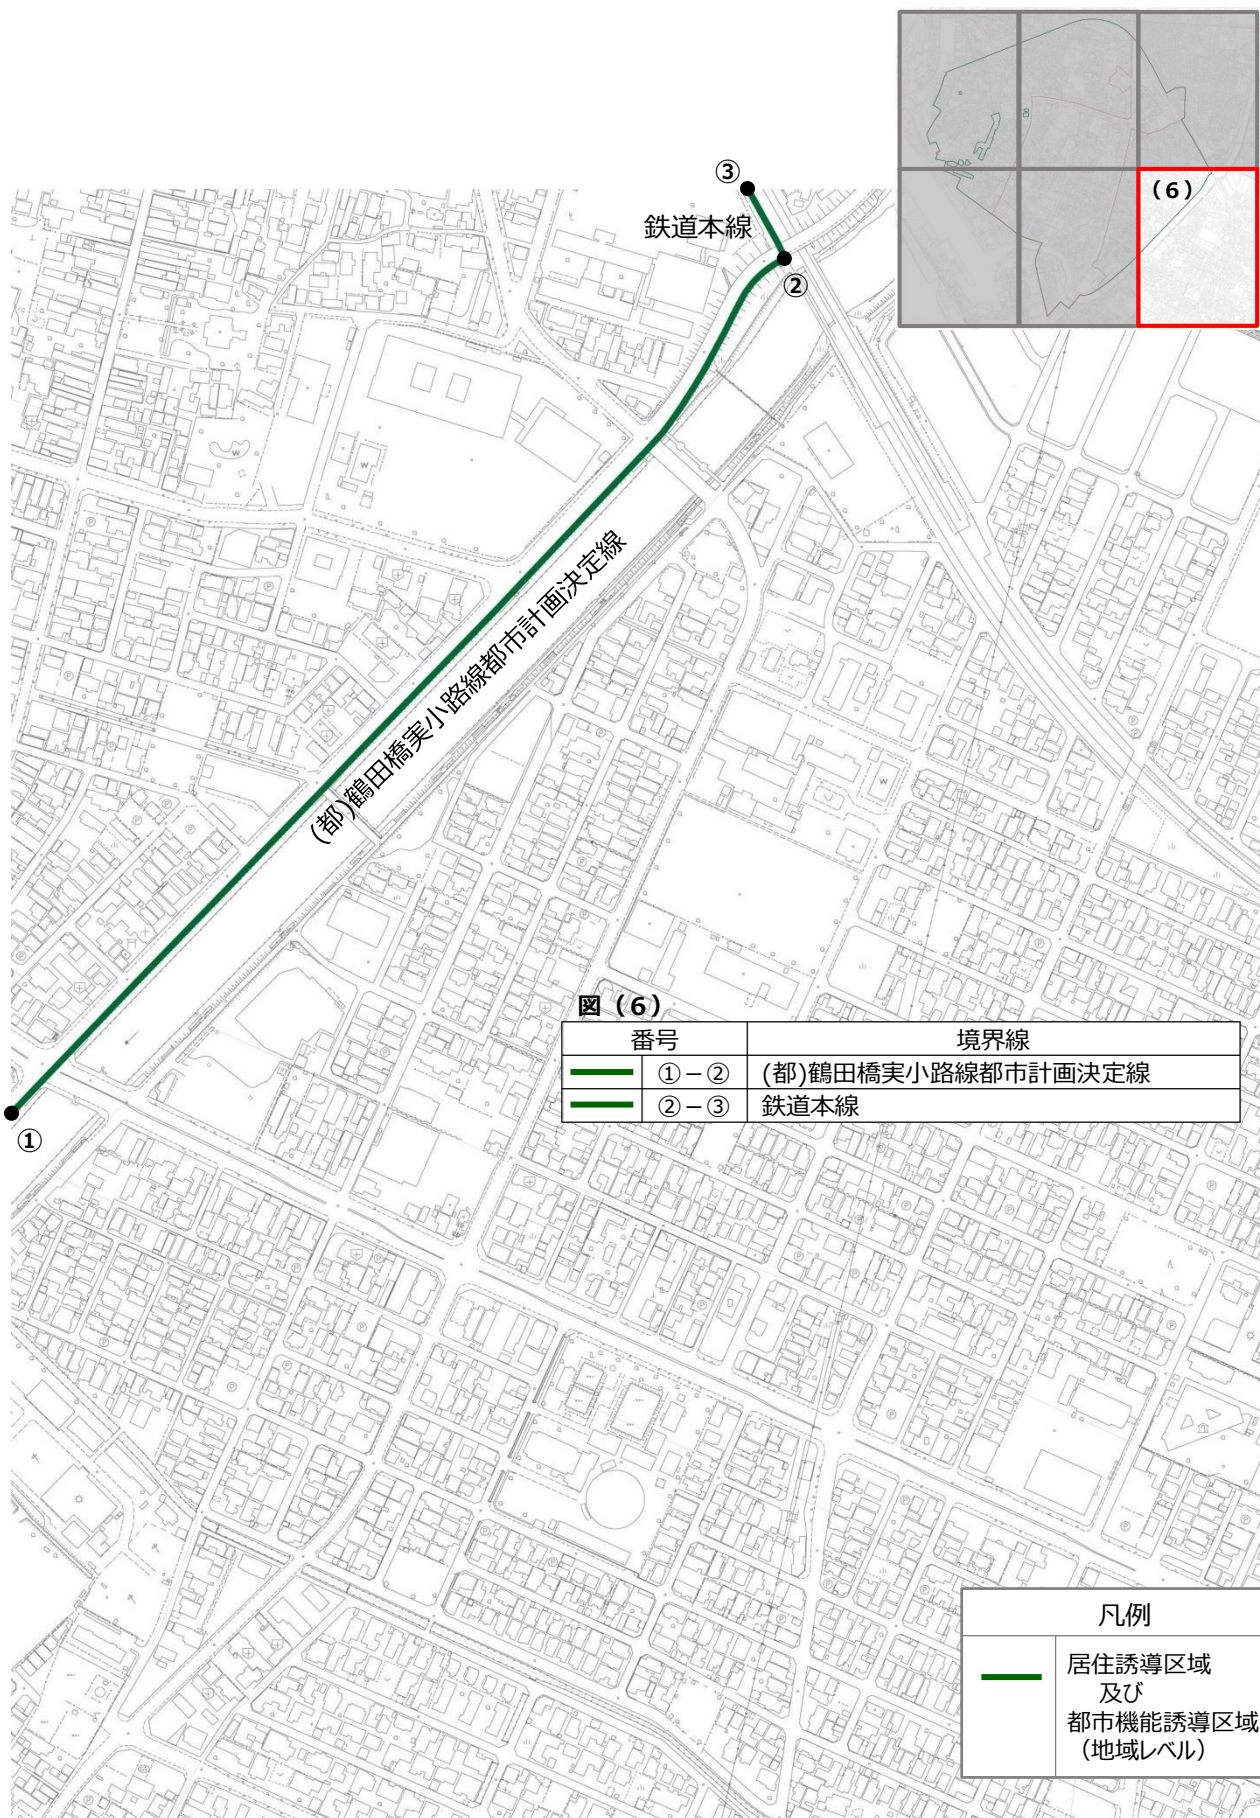 (6)
③
鉄道本線
②
(都)鶴田橋実小路線都市計画決定線
①
図(6)
番号 境界線
①-② (都)鶴田橋実小路線都市計画決定線
②-③ 鉄道本線
凡例
居住誘導区域
及び
都市機能誘導区域
(地域レベル)